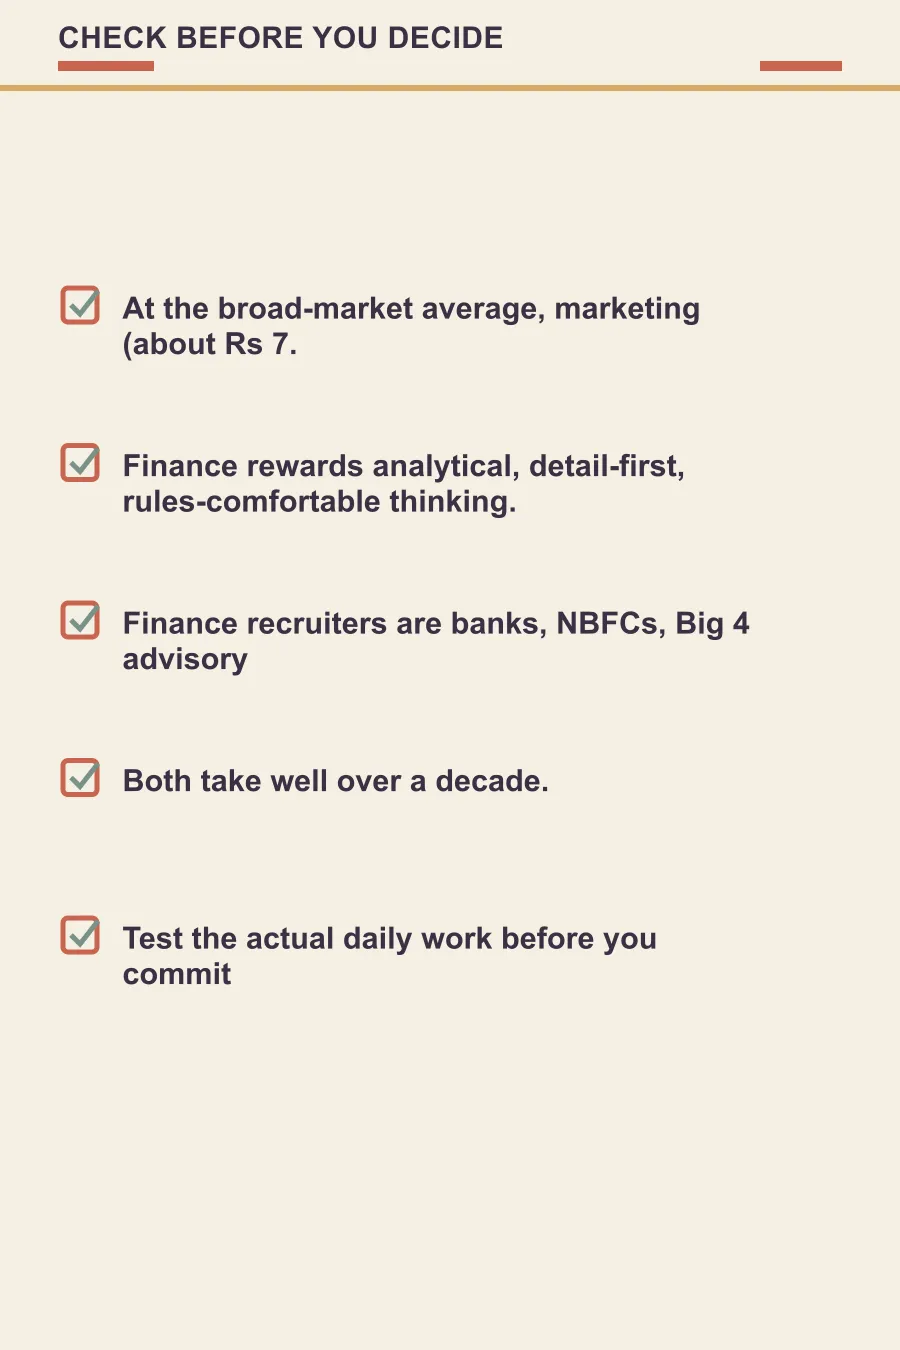 CHECK BEFORE YOU DECIDE
At the broad-market average, marketing
(about Rs 7.
Finance rewards analytical, detail-first,
rules-comfortable thinking.
Finance recruiters are banks, NBFCs, Big 4
advisory
Both take well over a decade.
Test the actual daily work before you
commit